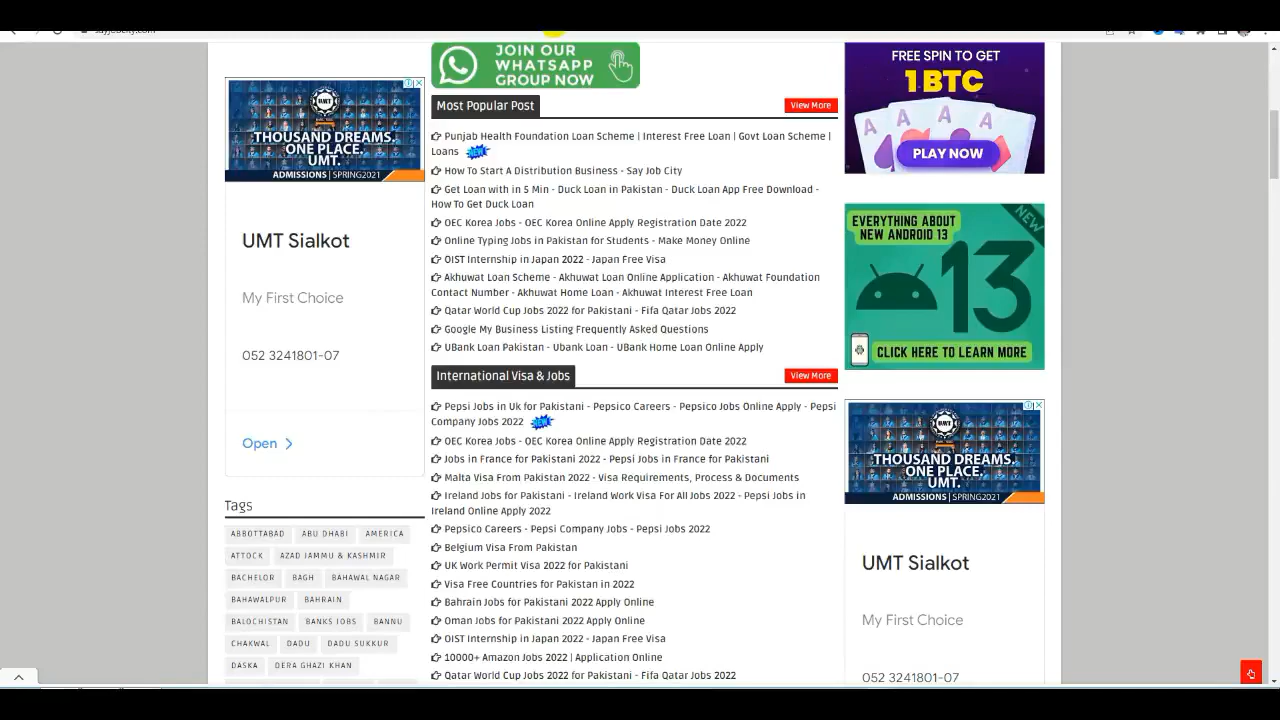 JOIN OUR
WHATSAPP
GROUP NOW
THOUSAND DREAMS.
ONE PLACE.
UMT.
ADMISSIONS | SPRING2021
UMT Sialkot
My First Choice
052 3241801-07
Open
Tags
ABBOTTABAD ABU DHABI AMERICA
ATTOCK AZAD JAMMU & KASHMIR
BACHELOR BAGH BAHAWAL NAGAR
BAHAWALPUR BAHRAIN
BALOCHISTAN BANKS JOBS BANNU
CHAKWAL DADU DADU SUKKUR
DASKA DERA GHAZI KHAN
Most Popular Post View More
Punjab Health Foundation Loan Scheme | Interest Free Loan | Govt Loan Scheme |
Loans NEW
How To Start A Distribution Business - Say Job City
Get Loan with in 5 Min - Duck Loan in Pakistan - Duck Loan App Free Download -
How To Get Duck Loan
OEC Korea Jobs - OEC Korea Online Apply Registration Date 2022
Online Typing Jobs in Pakistan for Students - Make Money Online
OIST Internship in Japan 2022 - Japan Free Visa
Akhuwat Loan Scheme - Akhuwat Loan Online Application - Akhuwat Foundation
Contact Number - Akhuwat Home Loan - Akhuwat Interest Free Loan
Qatar World Cup Jobs 2022 for Pakistani - Fifa Qatar Jobs 2022
Google My Business Listing Frequently Asked Questions
UBank Loan Pakistan - Ubank Loan - UBank Home Loan Online Apply
International Visa & Jobs View More
Pepsi Jobs in Uk for Pakistani - Pepsico Careers - Pepsico Jobs Online Apply - Pepsi
Company Jobs 2022 NEW
OEC Korea Jobs - OEC Korea Online Apply Registration Date 2022
Jobs in France for Pakistani 2022 - Pepsi Jobs in France for Pakistani
Malta Visa From Pakistan 2022 - Visa Requirements, Process & Documents
Ireland Jobs for Pakistani - Ireland Work Visa For All Jobs 2022 - Pepsi Jobs in
Ireland Online Apply 2022
Pepsico Careers - Pepsi Company Jobs - Pepsi Jobs 2022
Belgium Visa From Pakistan
UK Work Permit Visa 2022 for Pakistani
Visa Free Countries for Pakistan in 2022
Bahrain Jobs for Pakistani 2022 Apply Online
Oman Jobs for Pakistani 2022 Apply Online
OIST Internship in Japan 2022 - Japan Free Visa
10000+ Amazon Jobs 2022 | Application Online
Qatar World Cup Jobs 2022 for Pakistani - Fifa Qatar Jobs 2022
FREE SPIN TO GET
1BTC
A A A A
PLAY NOW
EVERYTHING ABOUT
NEW ANDROID 13
NEW
13
CLICK HERE TO LEARN MORE
THOUSAND DREAMS.
ONE PLACE.
UMT.
ADMISSIONS | SPRING2021
UMT Sialkot
My First Choice
052 3241801-07